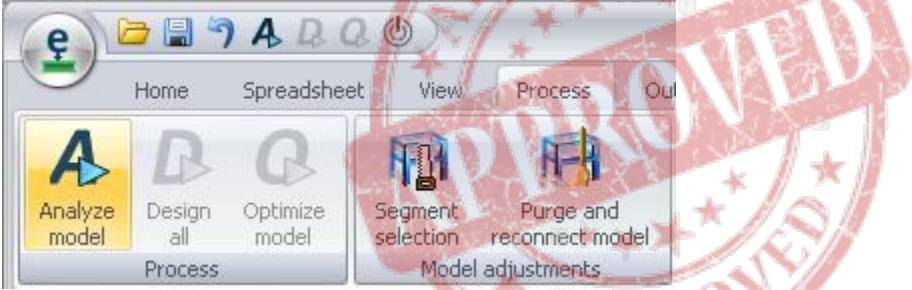 e A D Q
Home Spreadsheet View Process Out
A D Q
Analyze model Design all Optimize model Segment selection Purge and reconnect model
Process Model adjustments
APPROVED